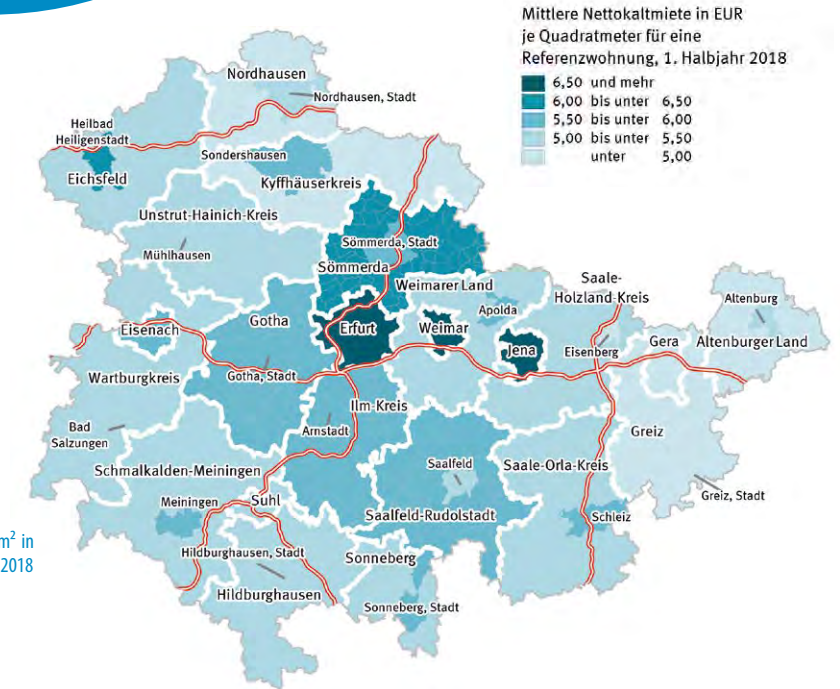 Mittlere Nettokaltmiete in EUR
je Quadratmeter für eine
Referenzwohnung, 1. Halbjahr 2018
6,50 und mehr
6,00 bis unter 6,50
5,50 bis unter 6,00
5,00 bis unter 5,50
unter 5,00
Nordhausen
Nordhausen, Stadt
Heilbad
Heiligenstadt
Eichsfeld
Sondershausen
Kyffhäuserkreis
Unstrut-Hainich-Kreis
Mühlhausen
Sömmerda, Stadt
Sömmerda
Weimarer Land
Saale-
Holzland-Kreis
Apolda
Altenburg
Eisenach
Gotha
Erfurt
Weimar
Jena
Eisenberg
Gera
Altenburger Land
Wartburgkreis
Gotha, Stadt
Ilm-Kreis
Arnstadt
Bad
Salzungen
Greiz
Schmalkalden-Meiningen
Saalfeld
Saale-Orla-Kreis
Greiz, Stadt
Meiningen
Suhl
Saalfeld-Rudolstadt
Schleiz
m² in
2018
Hildburghausen, Stadt
Sonneberg
Hildburghausen
Sonneberg, Stadt